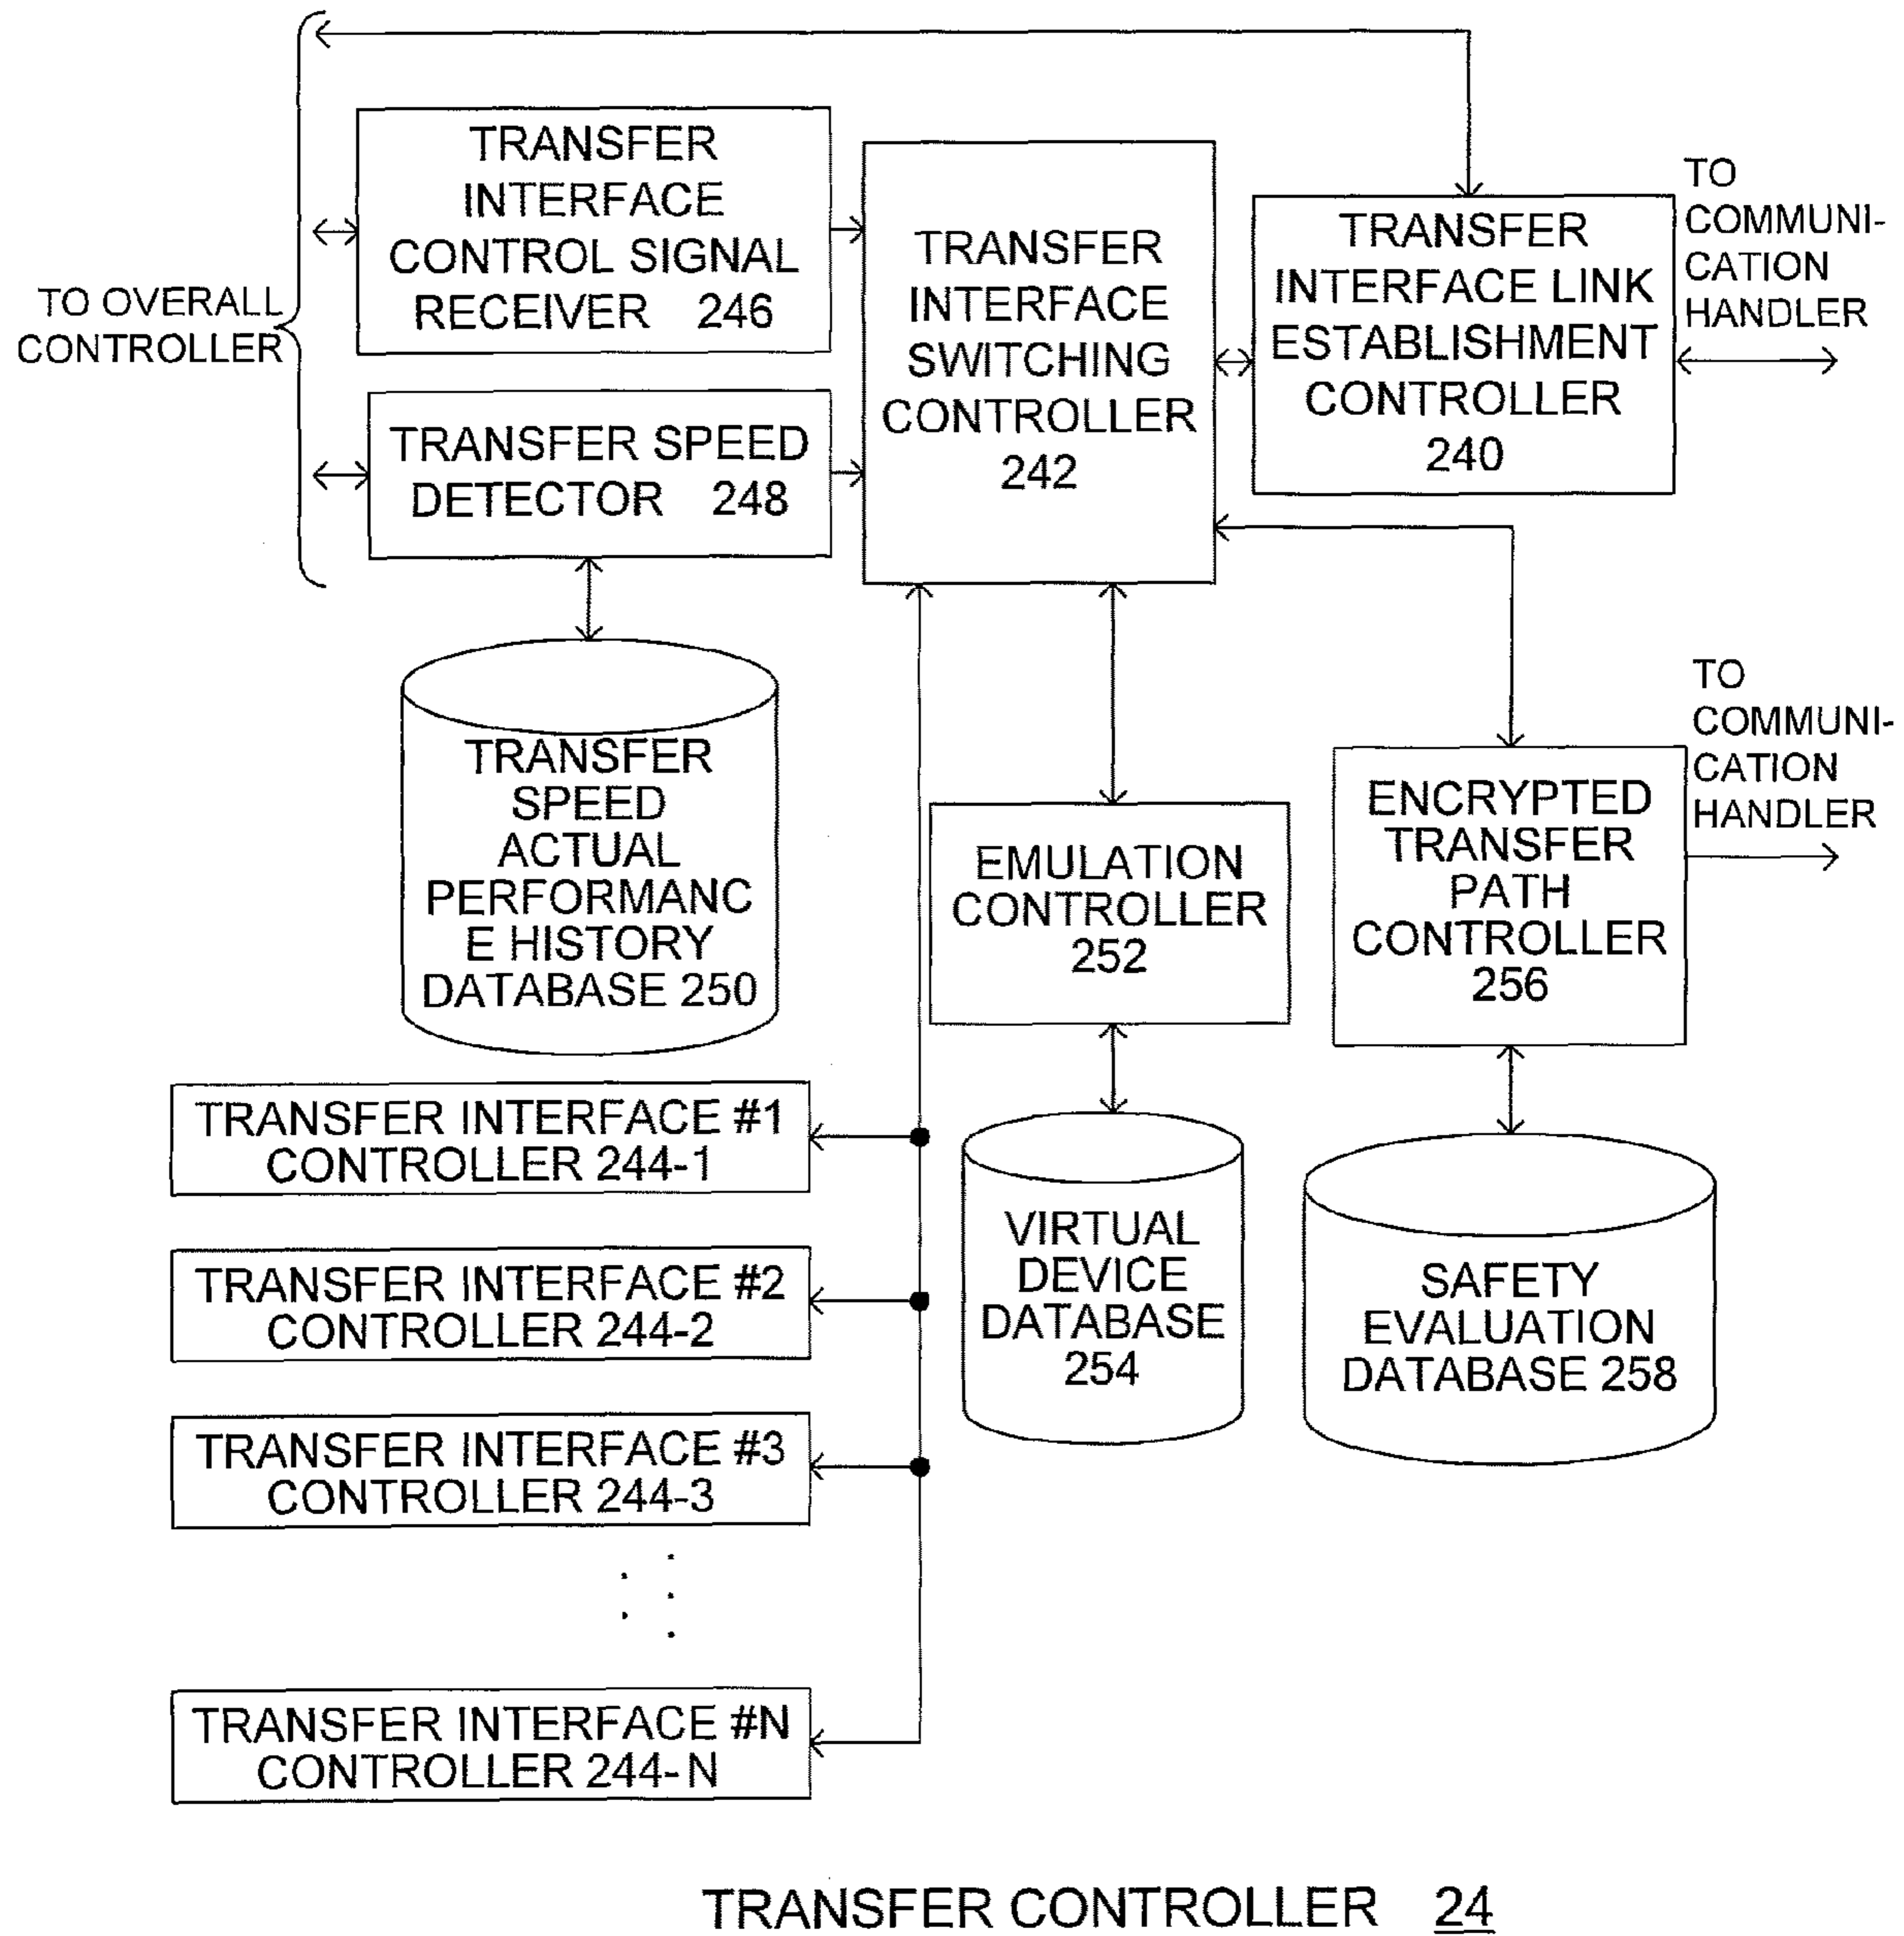 TO OVERALL
CONTROLLER
TRANSFER
INTERFACE
CONTROL SIGNAL
RECEIVER 246
TRANSFER SPEED
DETECTOR 248
TRANSFER
INTERFACE
SWITCHING
CONTROLLER
242
TRANSFER
INTERFACE LINK
ESTABLISHMENT
CONTROLLER
240
TO
COMMUNI-
CATION
HANDLER
TRANSFER
SPEED
ACTUAL
PERFORMANC
E HISTORY
DATABASE 250
EMULATION
CONTROLLER
252
ENCRYPTED
TRANSFER
PATH
CONTROLLER
256
TO
COMMUNI-
CATION
HANDLER
TRANSFER INTERFACE #1
CONTROLLER 244-1
TRANSFER INTERFACE #2
CONTROLLER 244-2
TRANSFER INTERFACE #3
CONTROLLER 244-3
TRANSFER INTERFACE #N
CONTROLLER 244-N
VIRTUAL
DEVICE
DATABASE
254
SAFETY
EVALUATION
DATABASE 258
TRANSFER CONTROLLER 24